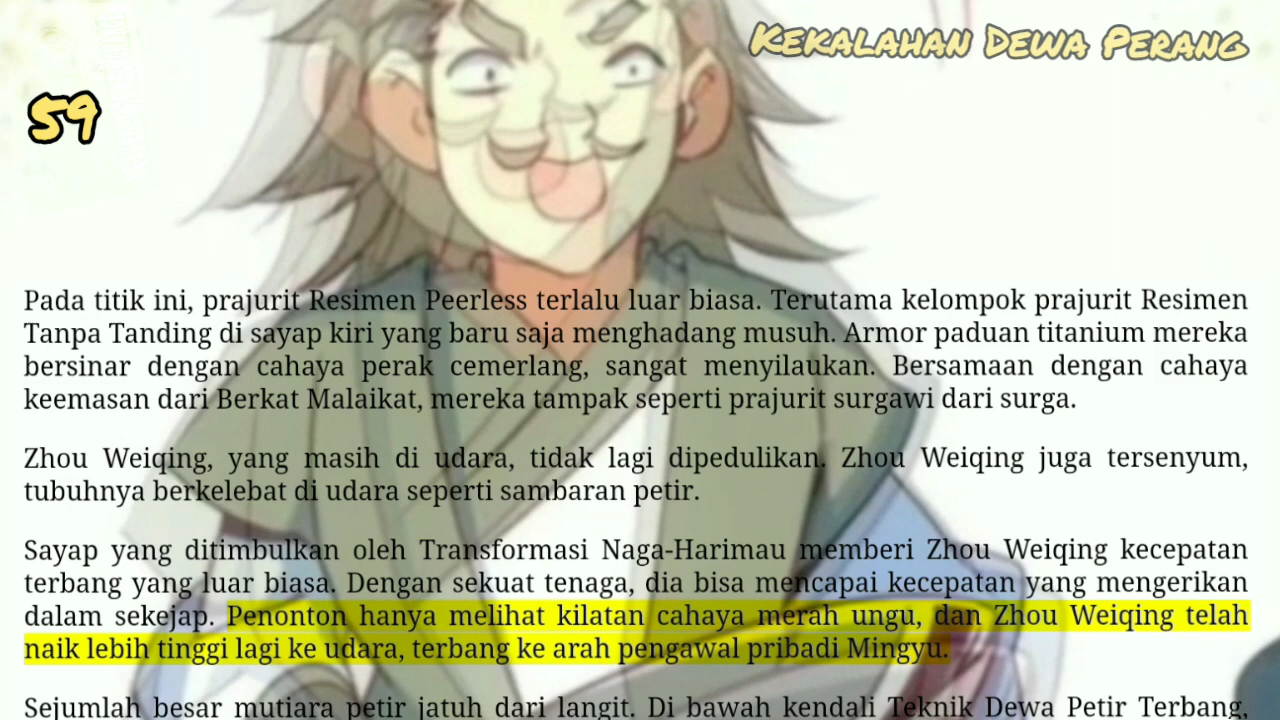 Kekalahan Dewa Perang
59
Pada titik ini, prajurit Resimen Peerless terlalu luar biasa. Terutama kelompok prajurit Resimen
Tanpa Tanding di sayap kiri yang baru saja menghadang musuh. Armor paduan titanium mereka
bersinar dengan cahaya perak cemerlang, sangat menyilaukan. Bersamaan dengan cahaya
keemasan dari Berkat Malaikat, mereka tampak seperti prajurit surgawi dari surga.
Zhou Weiqing, yang masih di udara, tidak lagi dipedulikan. Zhou Weiqing juga tersenyum,
tubuhnya berkelebat di udara seperti sambaran petir.
Sayap yang ditimbulkan oleh Transformasi Naga-Harimau memberi Zhou Weiqing kecepatan
terbang yang luar biasa. Dengan sekuat tenaga, dia bisa mencapai kecepatan yang mengerikan
dalam sekejap. Penonton hanya melihat kilatan cahaya merah ungu, dan Zhou Weiqing telah
naik lebih tinggi lagi ke udara, terbang ke arah pengawal pribadi Mingyu.
Sejumlah besar mutiara petir jatuh dari langit. Di bawah kendali Teknik Dewa Petir Terbang,